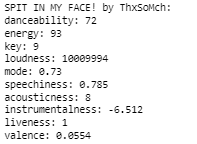 SPIT IN MY FACE! by ThxSoMch:
danceability: 72
energy: 93
key: 9
loudness: 10009994
mode: 0.73
speechiness: 0.785
acousticness: 8
instrumentalness: -6.512
liveness: 1
valence: 0.0554